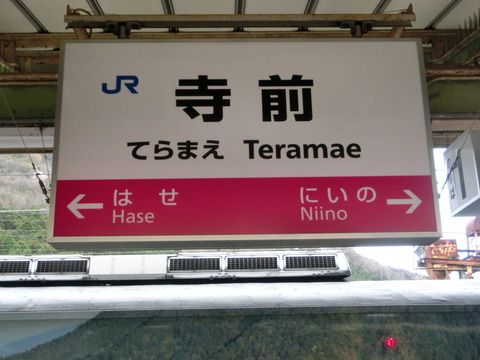 JR 寺前
てらまえ Teramae
← はせ にいの →
Hase Niino